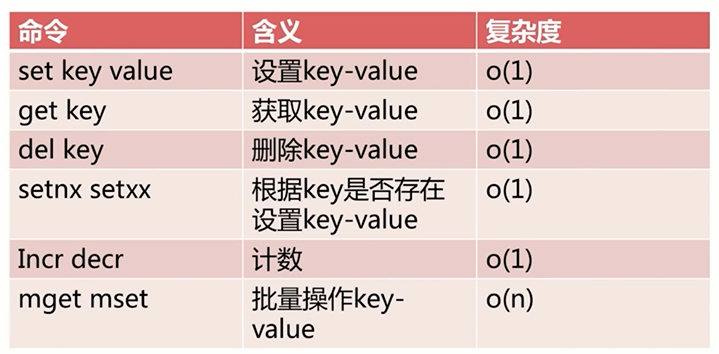 命令 含义 复杂度
set key value 设置key-value o(1)
get key 获取key-value o(1)
del key 删除key-value o(1)
setnx setxx 根据key是否存在 o(1)
设置key-value
Incr decr 计数 o(1)
mget mset 批量操作key- o(n)
value